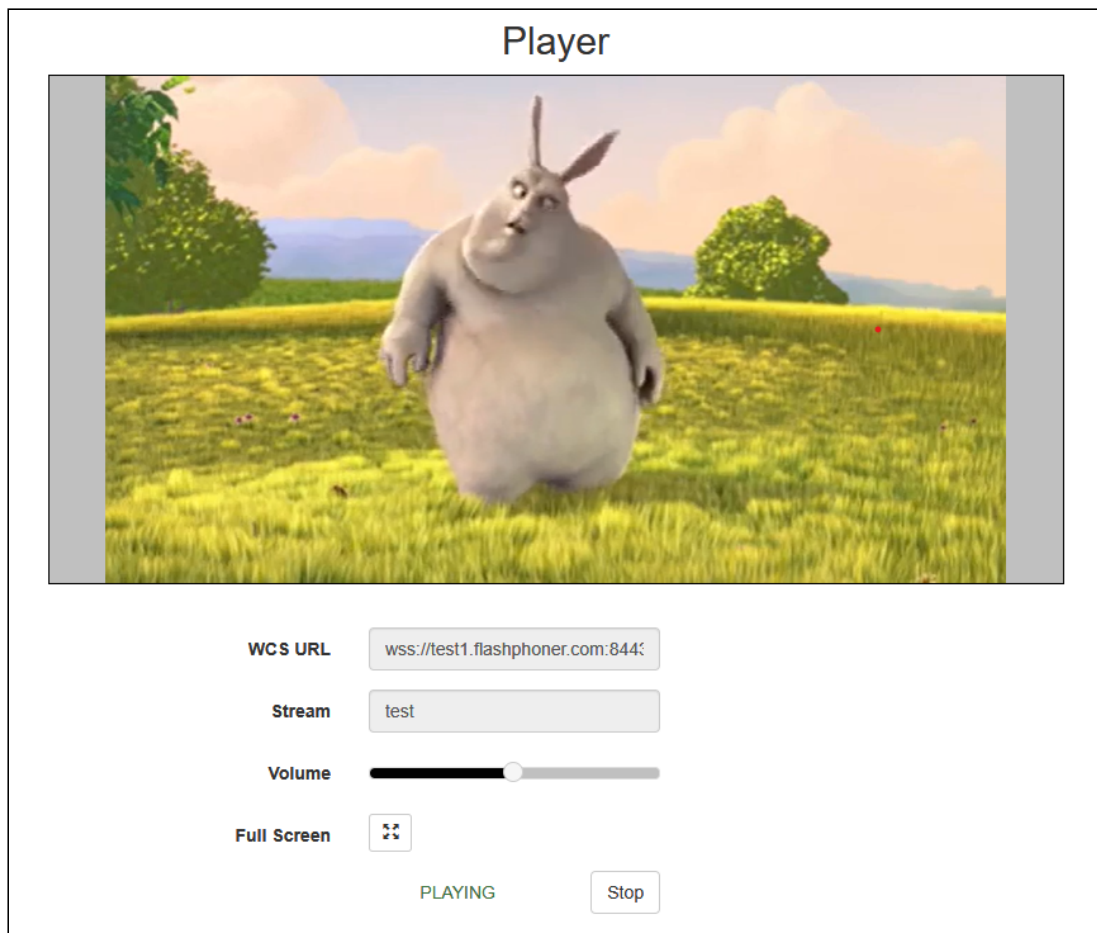 Player
WCS URL wss://test1.flashphoner.com:8443
Stream test
Volume
Full Screen
PLAYING Stop